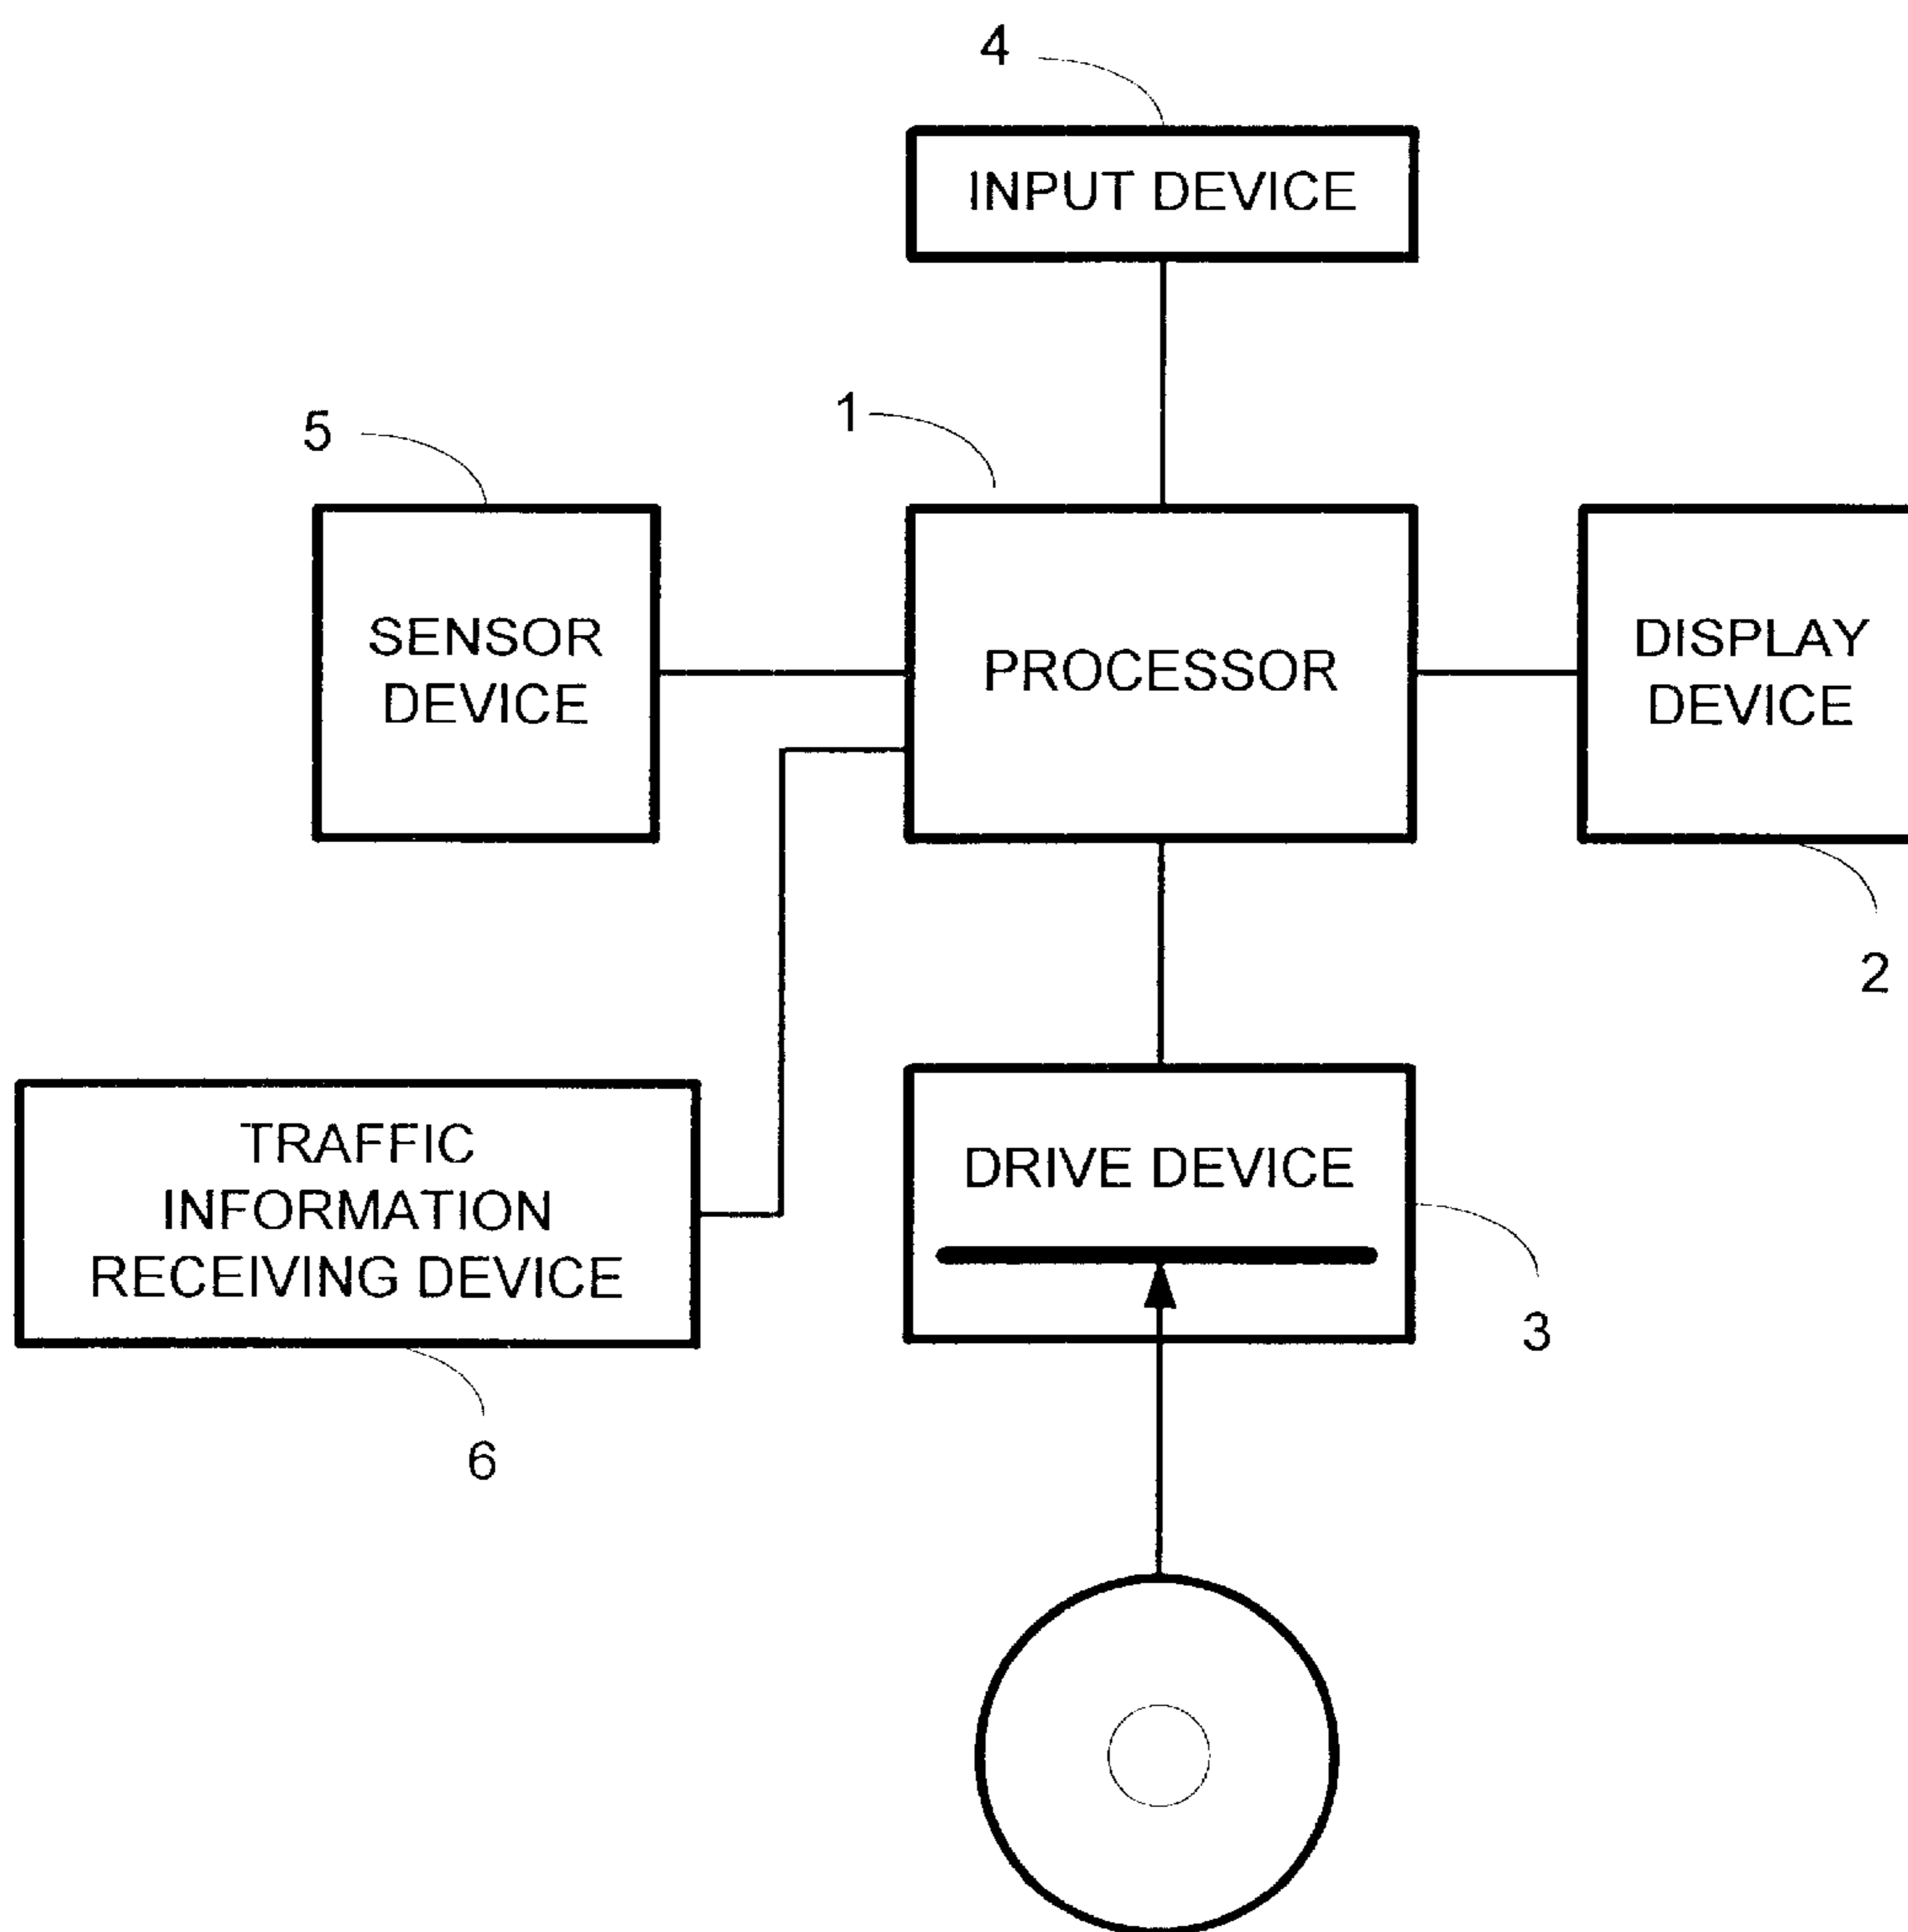 4
INPUT DEVICE
1
5
SENSOR
DEVICE
PROCESSOR
DISPLAY
DEVICE
2
TRAFFIC
INFORMATION
RECEIVING DEVICE
DRIVE DEVICE
3
6